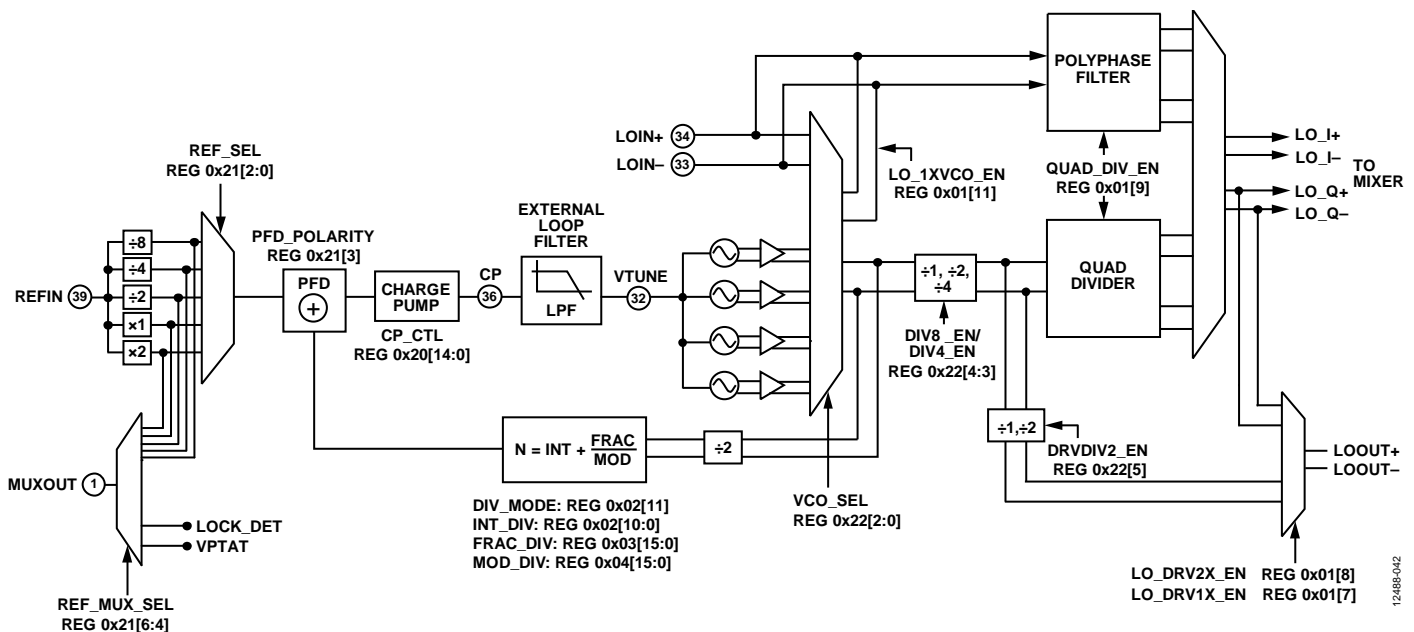 REF_SEL
REG 0x21[2:0]
÷8
÷4
÷2
×1
×2
REFIN 39
MUXOUT 1
LOCK_DET
VPTAT
REF_MUX_SEL
REG 0x21[6:4]
PFD_POLARITY
REG 0x21[3]
PFD
+
CHARGE
PUMP
CP_CTL
REG 0x20[14:0]
CP
36
EXTERNAL
LOOP
FILTER
LPF
VTUNE
32
LOIN+ 34
LOIN– 33
LO_1XVCO_EN
REG 0x01[11]
N = INT + FRAC
MOD
÷2
DIV_MODE: REG 0x02[11]
INT_DIV: REG 0x02[10:0]
FRAC_DIV: REG 0x03[15:0]
MOD_DIV: REG 0x04[15:0]
VCO_SEL
REG 0x22[2:0]
÷1, ÷2,
÷4
DIV8_EN/
DIV4_EN
REG 0x22[4:3]
POLYPHASE
FILTER
QUAD_DIV_EN
REG 0x01[9]
QUAD
DIVIDER
LO_I+
LO_I–
LO_Q+
LO_Q–
TO
MIXER
÷1,÷2
DRVDIV2_EN
REG 0x22[5]
LOOUT+
LOOUT–
LO_DRV2X_EN REG 0x01[8]
LO_DRV1X_EN REG 0x01[7]
12488-042